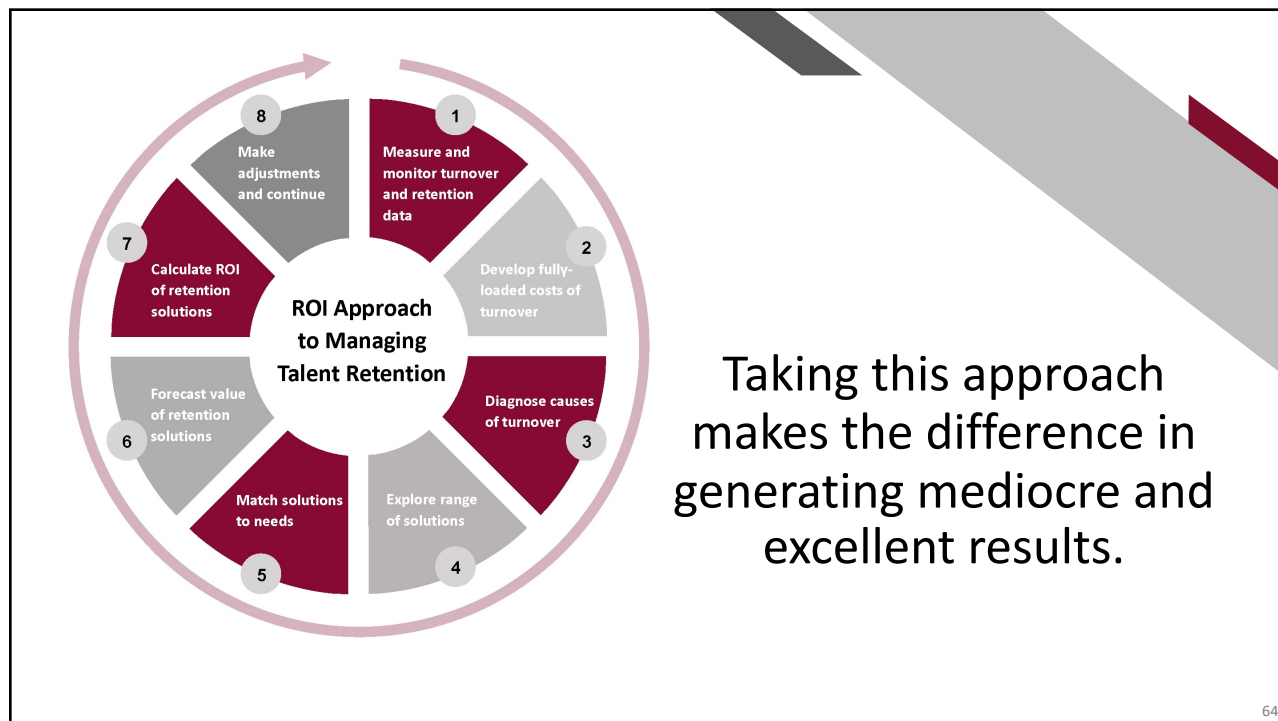 1
Measure and
monitor turnover
and retention
data
2
Develop fully-
loaded costs of
turnover
3
Diagnose causes
of turnover
4
Explore range
of solutions
5
Match solutions
to needs
6
Forecast value
of retention
solutions
7
Calculate ROI
of retention
solutions
8
Make
adjustments
and continue
ROI Approach
to Managing
Talent Retention
Taking this approach
makes the difference in
generating mediocre and
excellent results.
64